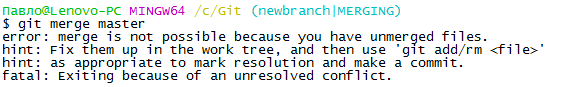 Павло@Lenovo-PC MINGW64 /c/Git (newbranch|MERGING)
$ git merge master
error: merge is not possible because you have unmerged files.
hint: Fix them up in the work tree, and then use 'git add/rm <file>'
hint: as appropriate to mark resolution and make a commit.
fatal: Exiting because of an unresolved conflict.